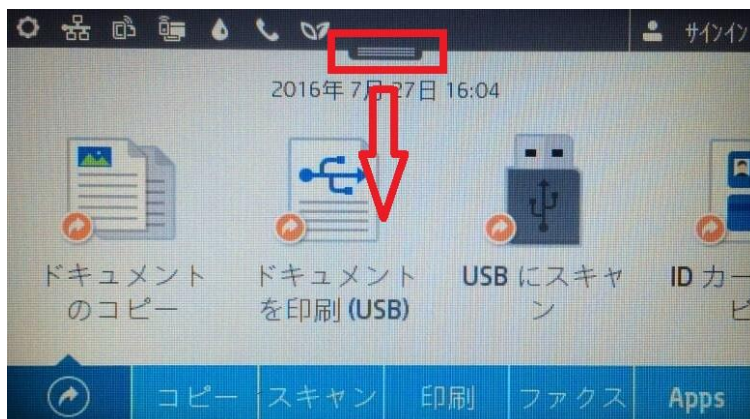 サインイン
2016年 7月 27日 16:04
ドキュメント
のコピー
ドキュメント
を印刷 (USB)
USB にスキャ
ン
ID カー
ピ
コピー
スキャン
印刷
ファクス
Apps